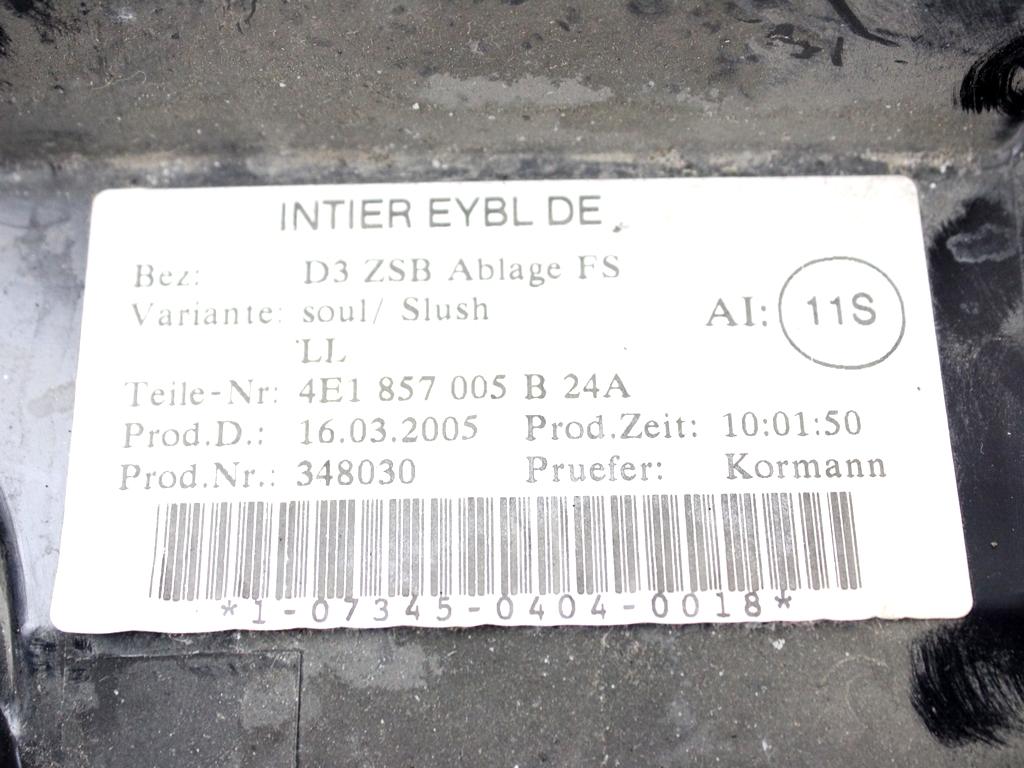 INTIER EYBL DE
Bez: D3 ZSB Ablage FS
Variante: soul/ Slush AI: 11S
LL
Teile-Nr: 4E1 857 005 B 24A
Prod.D.: 16.03.2005 Prod.Zeit: 10:01:50
Prod.Nr.: 348030 Pruefer: Kormann
*1-07345-0404-0018*